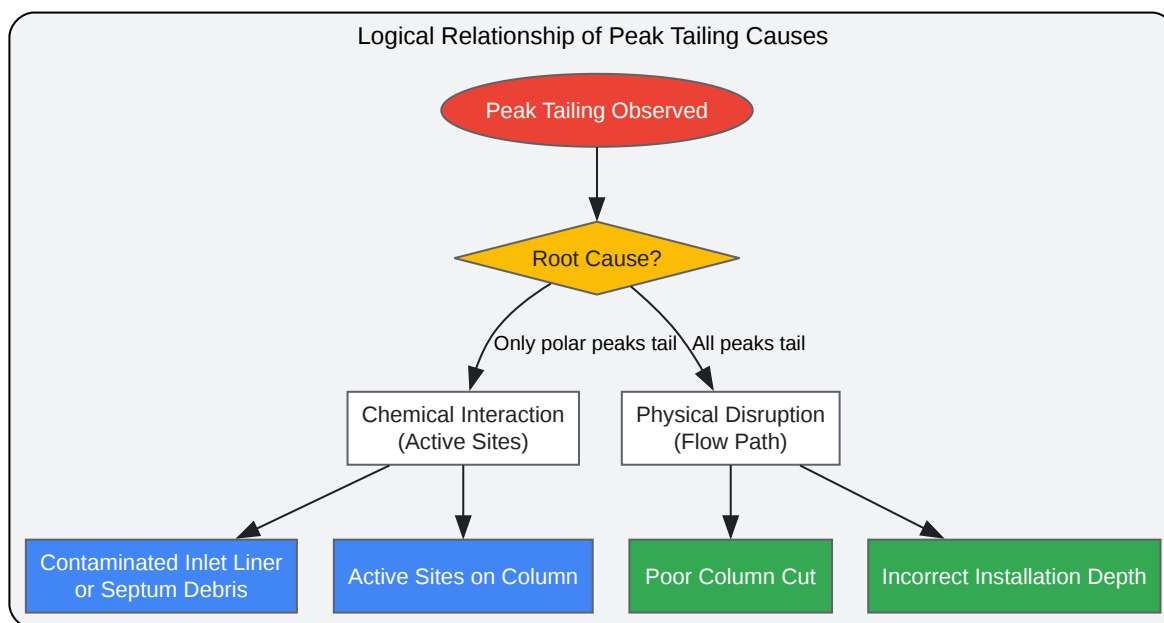 Logical Relationship of Peak Tailing Causes
Peak Tailing Observed
Root Cause?
Only polar peaks tail
All peaks tail
Chemical Interaction
(Active Sites)
Physical Disruption
(Flow Path)
Contaminated Inlet Liner
or Septum Debris
Active Sites on Column
Poor Column Cut
Incorrect Installation Depth